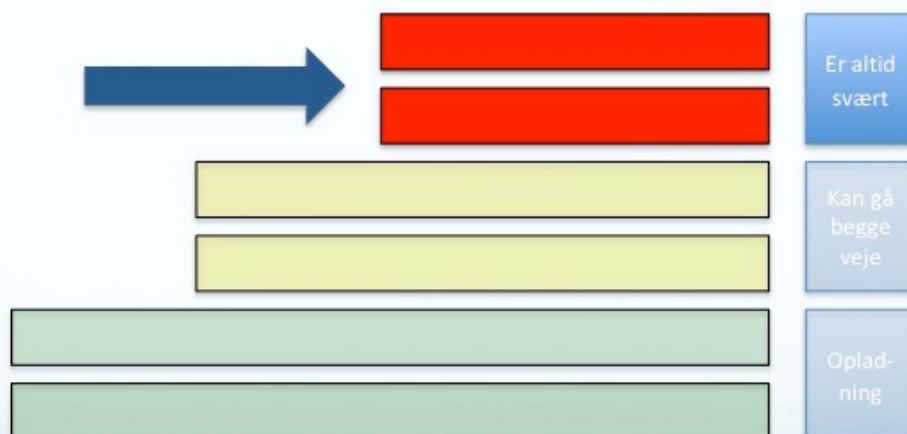 Er altid
svært
Kan gå
begge
veje
Oplad-
ning